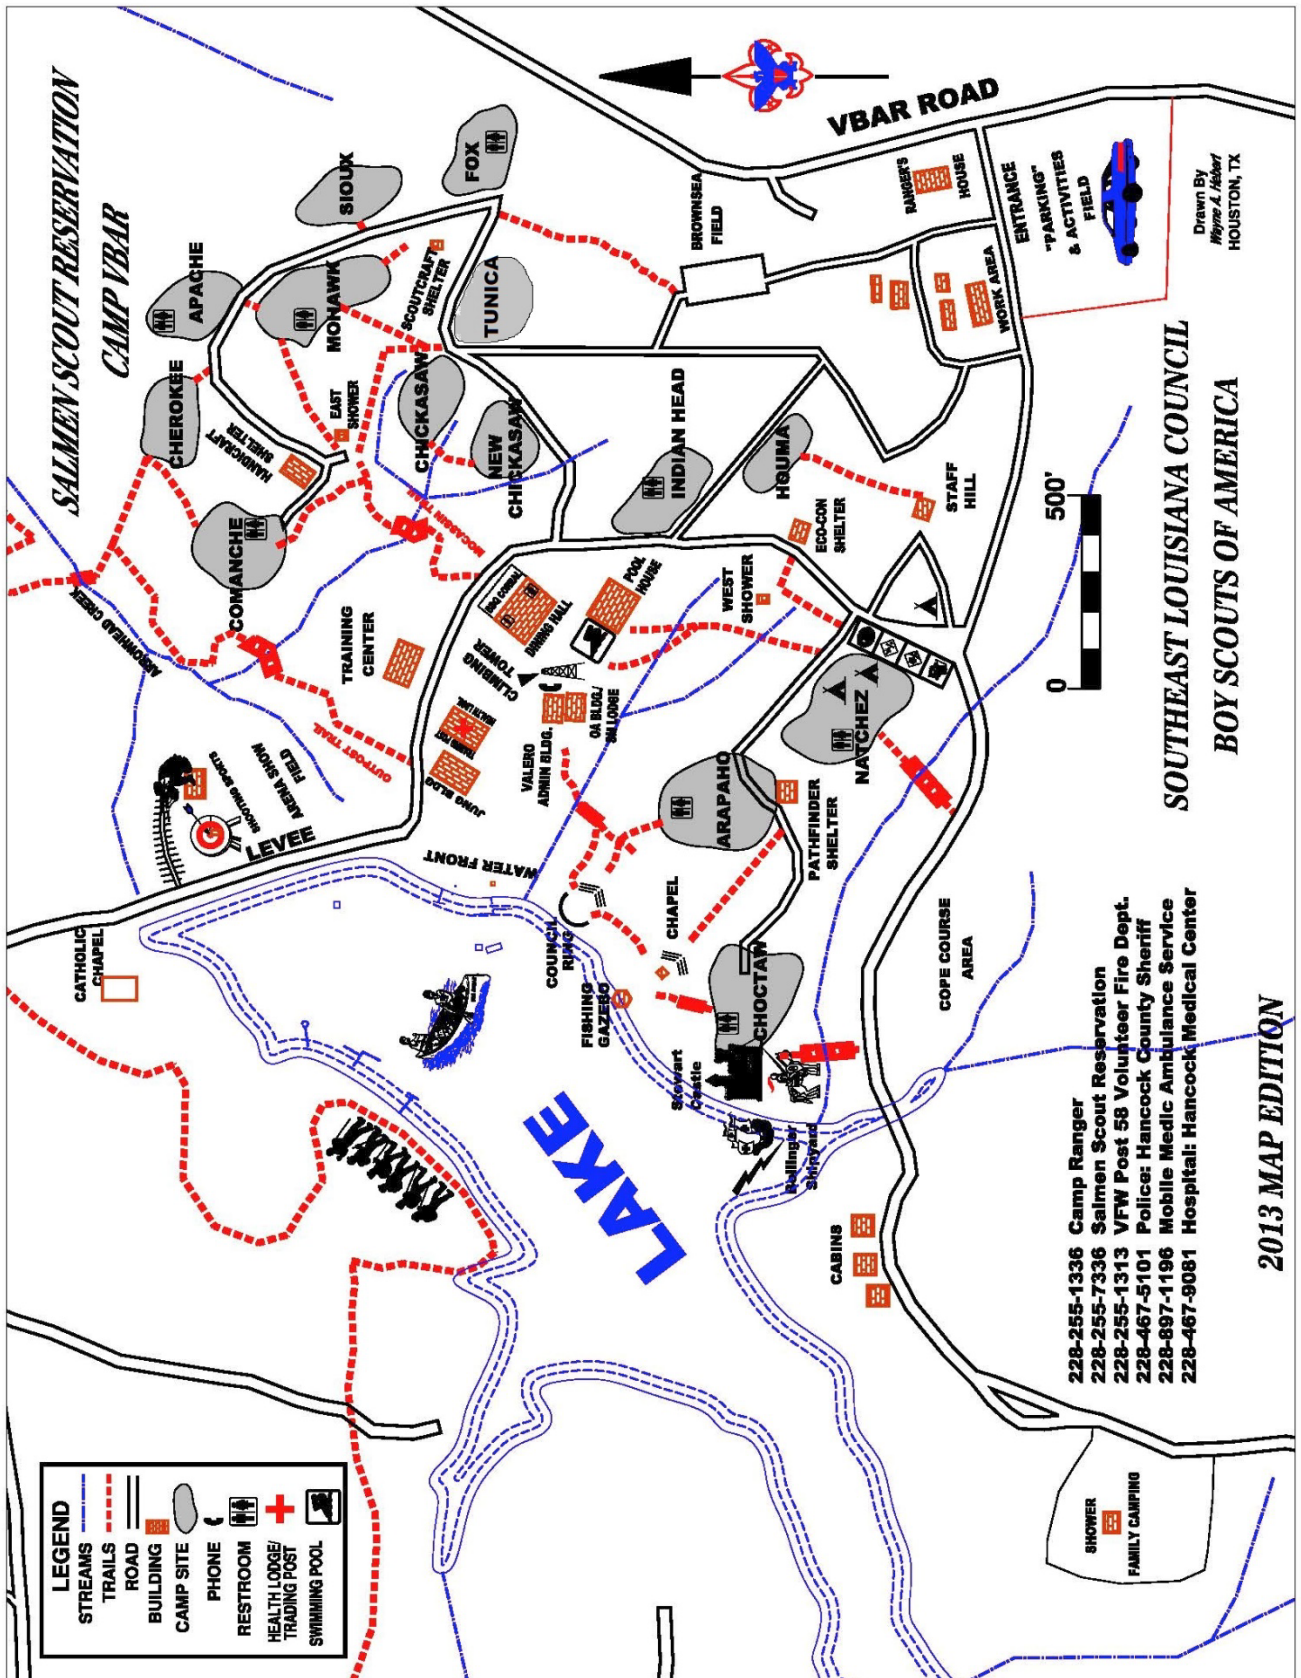 SALMEN SCOUT RESERVATION
CAMP VBAR
LEGEND
STREAMS
TRAILS
ROAD
BUILDING
CAMP SITE
PHONE
RESTROOM
HEALTH LODGE/
TRADING POST
SWIMMING POOL
CATHOLIC
CHAPEL
LEVEE
SHOOTING SPORTS
ARENA SHOW
FIELD
ARROWHEAD CREEK
OUTPOST TRAIL
COMANCHE
CHEROKEE
HANDICRAFT
SHELTER
APACHE
SIOUX
FOX
MOHAWK
EAST
SHOWER
SCOUTCRAFT
SHELTER
TUNICA
CHICKASAW
NEW
CHICKASAW
MOCASSIN TRAIL
TRAINING
CENTER
BBQ CORRAL
DINING HALL
CLIMBING
TOWER
POOL
HOUSE
TRADING POST
HEALTH LODGE
JUNG BLDG
VALERO
ADMIN BLDG.
OA BLDG./
WATER FRONT
COUNCIL
RING
FISHING
GAZEBO
CHAPEL
LAKE
Stewart
Castle
Bollinger
Shipyard
CHOCTAW
ARAPAHO
PATHFINDER
SHELTER
NATCHEZ
WEST
SHOWER
ECO-CON
SHELTER
STAFF
HILL
HOUMA
INDIAN HEAD
BROWNSEA
FIELD
VBAR ROAD
RANGER'S
HOUSE
WORK AREA
ENTRANCE
"PARKING"
& ACTIVITIES
FIELD
Drawn By
Wayne A. Hebert
HOUSTON, TX
CABINS
COPE COURSE
AREA
SHOWER
FAMILY CAMPING
0 500'
228-255-1336 Camp Ranger
228-255-7336 Salmen Scout Reservation
228-255-1313 VFW Post 58 Volunteer Fire Dept.
228-467-5101 Police: Hancock County Sheriff
228-897-1196 Mobile Medic Ambulance Service
228-467-9081 Hospital: Hancock Medical Center
SOUTHEAST LOUISIANA COUNCIL
BOY SCOUTS OF AMERICA
2013 MAP EDITION